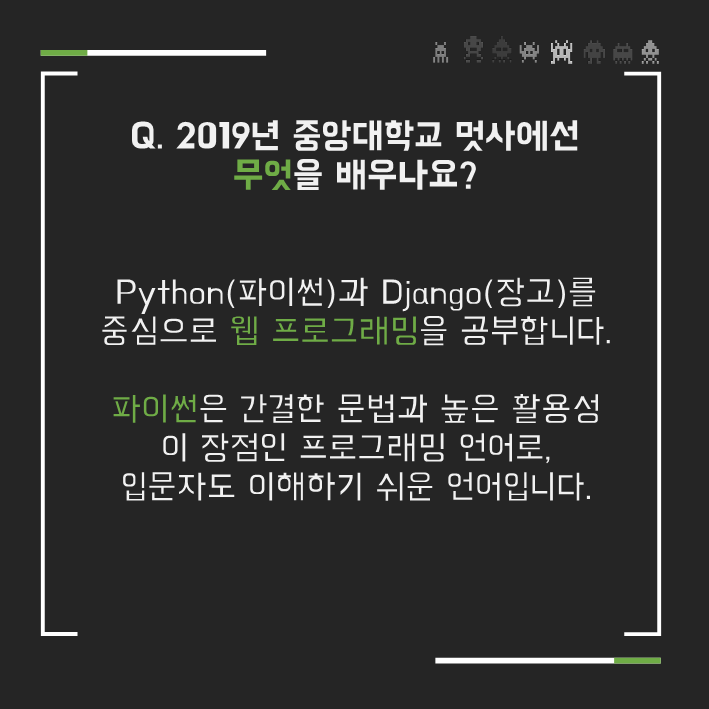 Q. 2019년 중앙대학교 멋사에선
무엇을 배우나요?
Python(파이썬)과 Django(장고)를
중심으로 웹 프로그래밍을 공부합니다.
파이썬은 간결한 문법과 높은 활용성
이 장점인 프로그래밍 언어로,
입문자도 이해하기 쉬운 언어입니다.